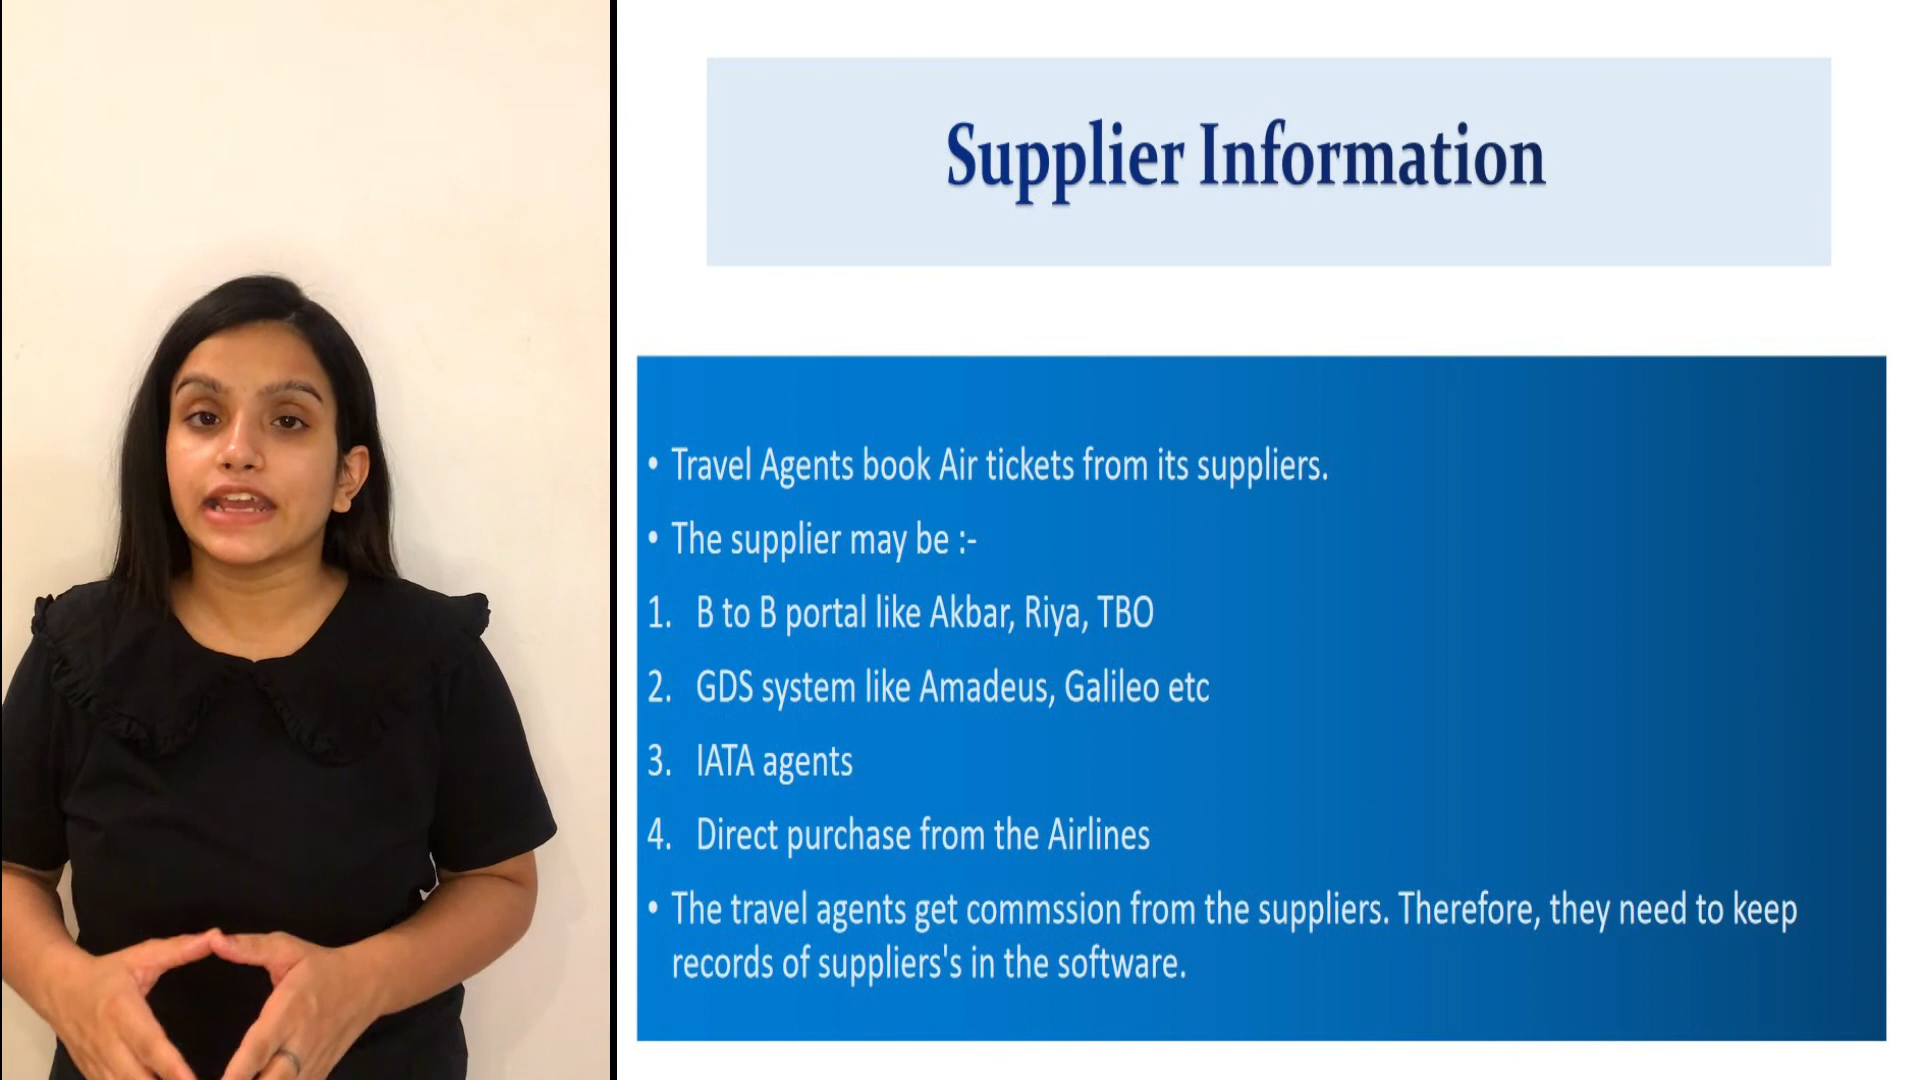 Supplier Information
• Travel Agents book Air tickets from its suppliers.
• The supplier may be :-
1. B to B portal like Akbar, Riya, TBO
2. GDS system like Amadeus, Galileo etc
3. IATA agents
4. Direct purchase from the Airlines
• The travel agents get commssion from the suppliers. Therefore, they need to keep
records of suppliers's in the software.